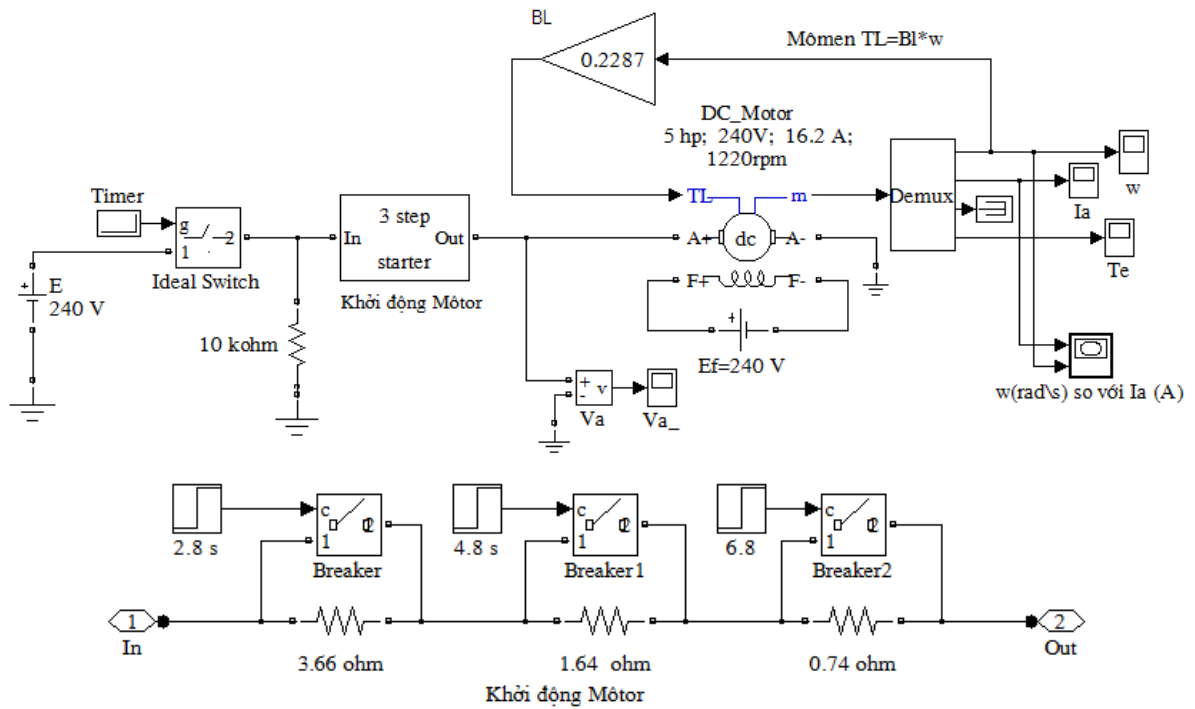 BL
0.2287
Mômen TL=Bl*w
DC_Motor
5 hp; 240V; 16.2 A;
1220rpm
Timer
g
1
2
Ideal Switch
E
240 V
10 kohm
In
3 step
starter
Out
Khởi động Môtor
TL
m
A+
dc
A-
F+
F-
Ef=240 V
+
-
v
Va
Va_
Demux
w
Ia
Te
w(rad\s) so với Ia (A)
2.8 s
c
1
2
Breaker
4.8 s
c
1
2
Breaker1
6.8
c
1
2
Breaker2
1
In
3.66 ohm
1.64 ohm
0.74 ohm
2
Out
Khởi động Môtor